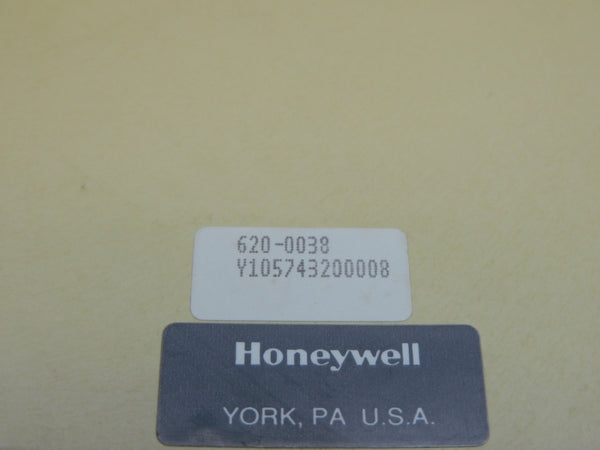 620-0038
Y105743200008
Honeywell
YORK, PA U.S.A.